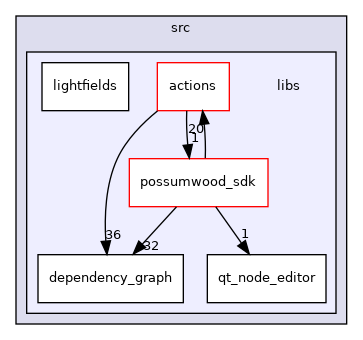 src
lightfields
actions
libs
20
1
possumwood_sdk
36
32
1
dependency_graph
qt_node_editor